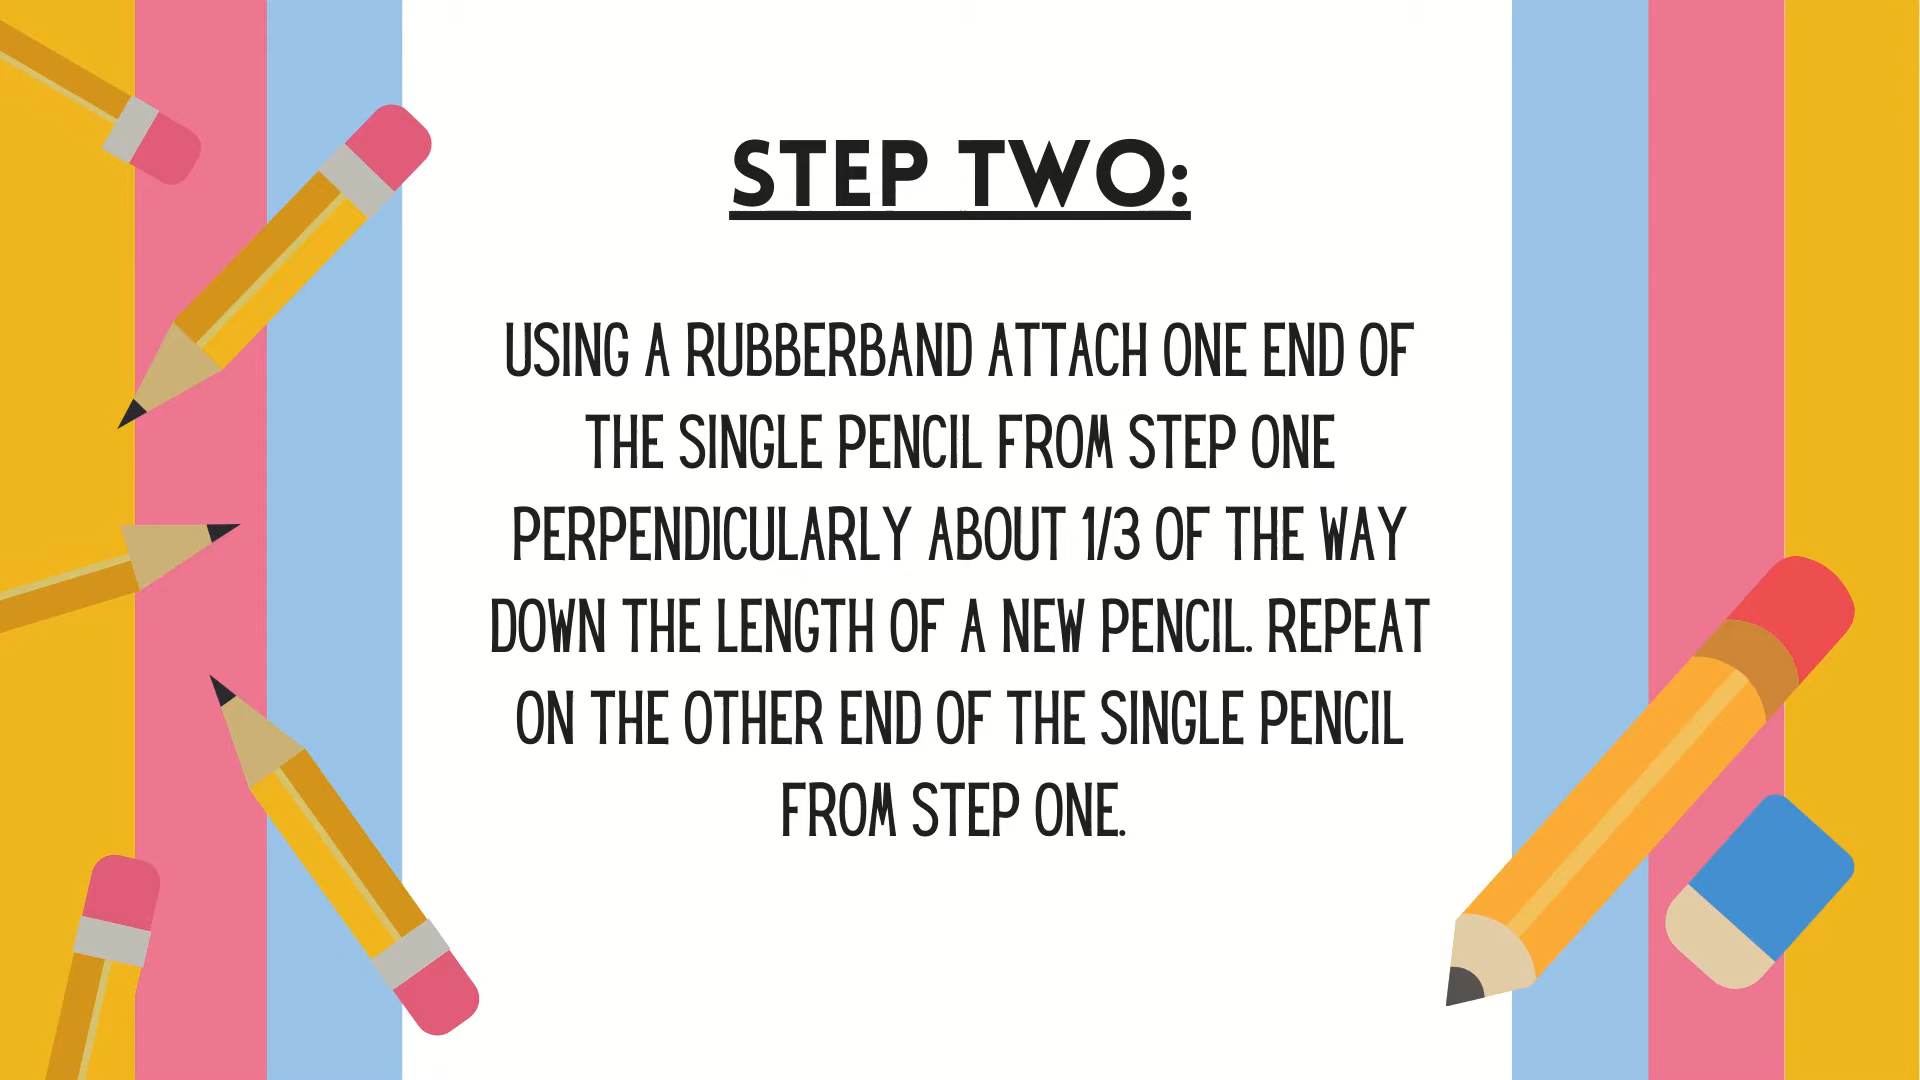 STEP TWO:
USING A RUBBERBAND ATTACH ONE END OF
THE SINGLE PENCIL FROM STEP ONE
PERPENDICULARLY ABOUT 1/3 OF THE WAY
DOWN THE LENGTH OF A NEW PENCIL. REPEAT
ON THE OTHER END OF THE SINGLE PENCIL
FROM STEP ONE.